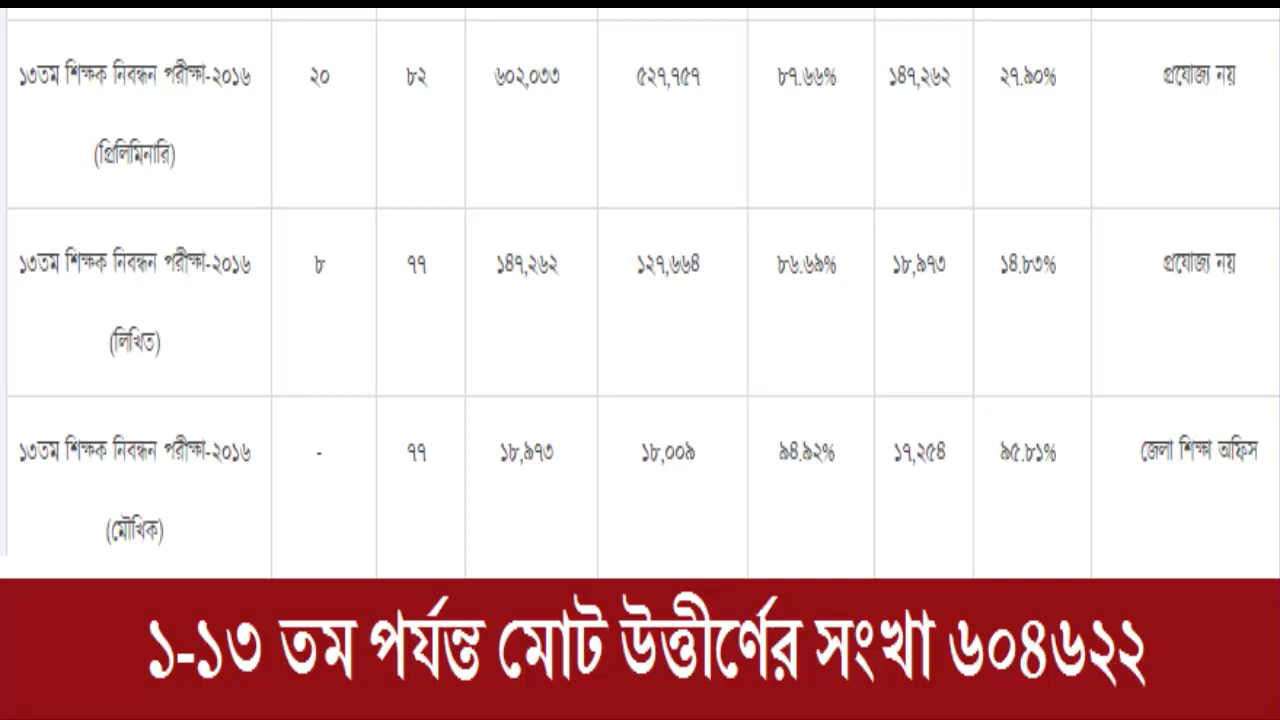 ১৩তম শিক্ষক নিবন্ধন পরীক্ষা-২০১৬ ২০ ৮২ ৬০২,০৩৩ ৫২৭,৭৫৭ ৮৭.৬৬% ১৪৭,২৬২ ২৭.৯০% প্রযোজ্য নয়
(প্রিলিমিনারি)
১৩তম শিক্ষক নিবন্ধন পরীক্ষা-২০১৬ ৮ ৭৭ ১৪৭,২৬২ ১২৭,৬৬৪ ৮৬.৬৯% ১৮,৯৭৩ ১৪.৮৩% প্রযোজ্য নয়
(লিখিত)
১৩তম শিক্ষক নিবন্ধন পরীক্ষা-২০১৬ - ৭৭ ১৮,৯৭৩ ১৮,০০৯ ৯৪.৯২% ১৭,২৫৪ ৯৫.৮১% জেলা শিক্ষা অফিস
(মৌখিক)
১-১৩ তম পর্যন্ত মোট উত্তীর্ণের সংখা ৬০৪৬২২